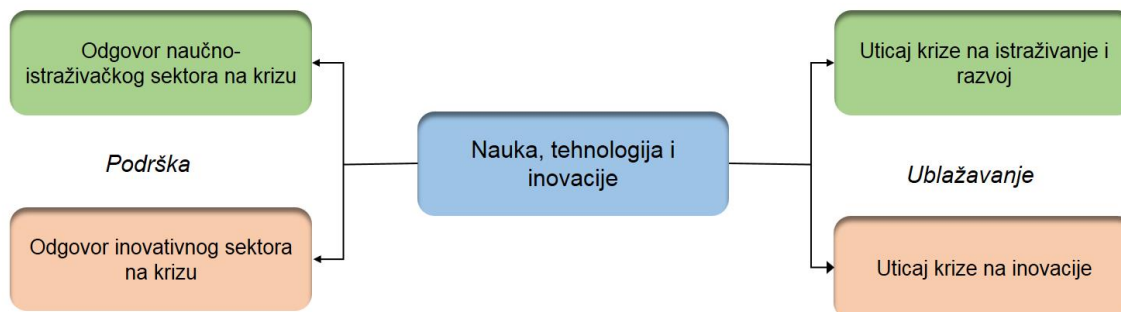 Odgovor naučno-
istraživačkog sektora na krizu
Podrška
Odgovor inovativnog sektora
na krizu
Nauka, tehnologija i
inovacije
Uticaj krize na istraživanje i
razvoj
Ublažavanje
Uticaj krize na inovacije